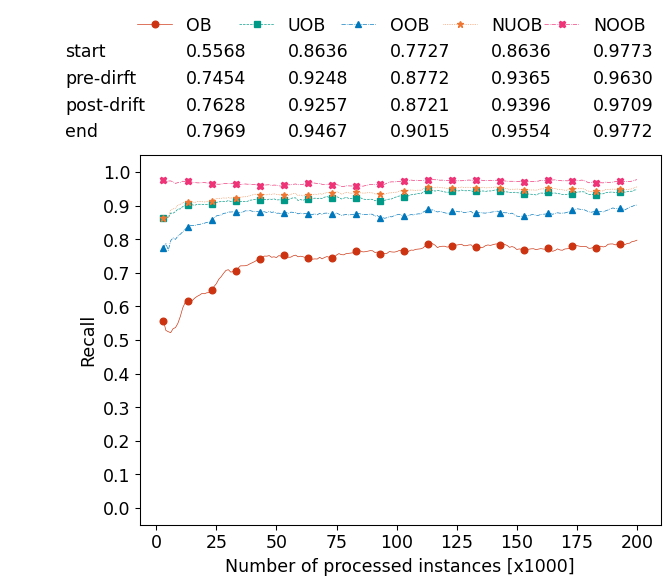 OB UOB OOB NUOB NOOB
start 0.5568 0.8636 0.7727 0.8636 0.9773
pre-dirft 0.7454 0.9248 0.8772 0.9365 0.9630
post-drift 0.7628 0.9257 0.8721 0.9396 0.9709
end 0.7969 0.9467 0.9015 0.9554 0.9772
1.0
0.9
0.8
0.7
0.6
0.5
0.4
0.3
0.2
0.1
0.0
Recall
0 25 50 75 100 125 150 175 200
Number of processed instances [x1000]